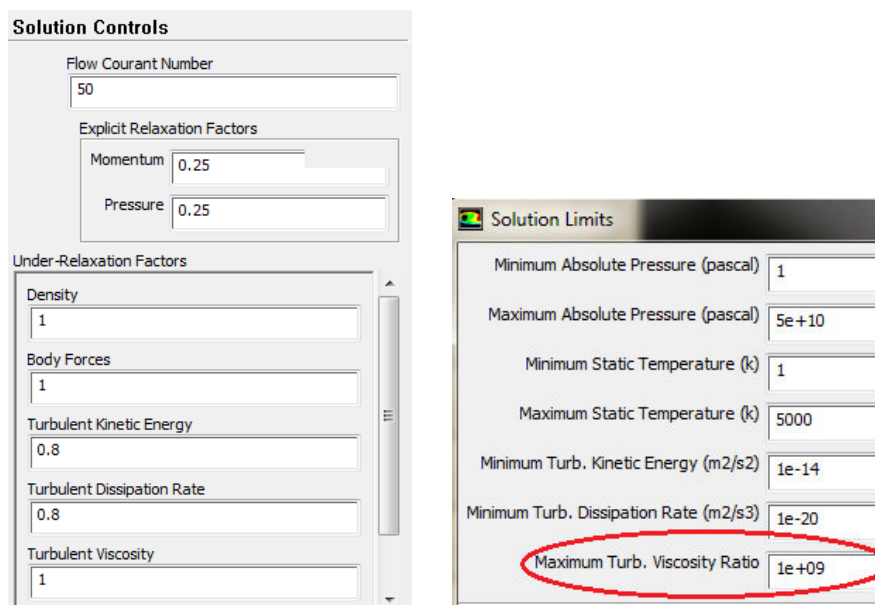 Solution Controls
Flow Courant Number
50
Explicit Relaxation Factors
Momentum 0.25
Pressure 0.25
Under-Relaxation Factors
Density
1
Body Forces
1
Turbulent Kinetic Energy
0.8
Turbulent Dissipation Rate
0.8
Turbulent Viscosity
1
Solution Limits
Minimum Absolute Pressure (pascal) 1
Maximum Absolute Pressure (pascal) 5e+10
Minimum Static Temperature (k) 1
Maximum Static Temperature (k) 5000
Minimum Turb. Kinetic Energy (m2/s2) 1e-14
Minimum Turb. Dissipation Rate (m2/s3) 1e-20
Maximum Turb. Viscosity Ratio 1e+09